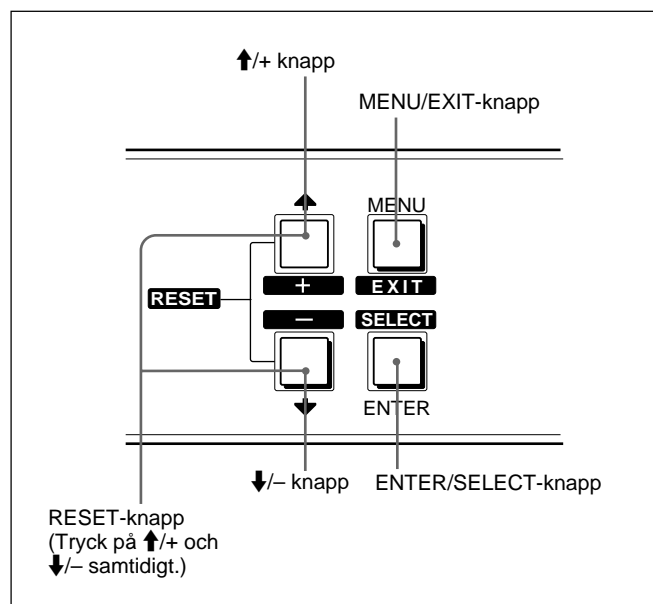 ⬆/+ knapp
MENU/EXIT-knapp
MENU
+
EXIT
RESET
–
SELECT
ENTER
⬇/– knapp
ENTER/SELECT-knapp
RESET-knapp
(Tryck på ⬆/+ och
⬇/– samtidigt.)